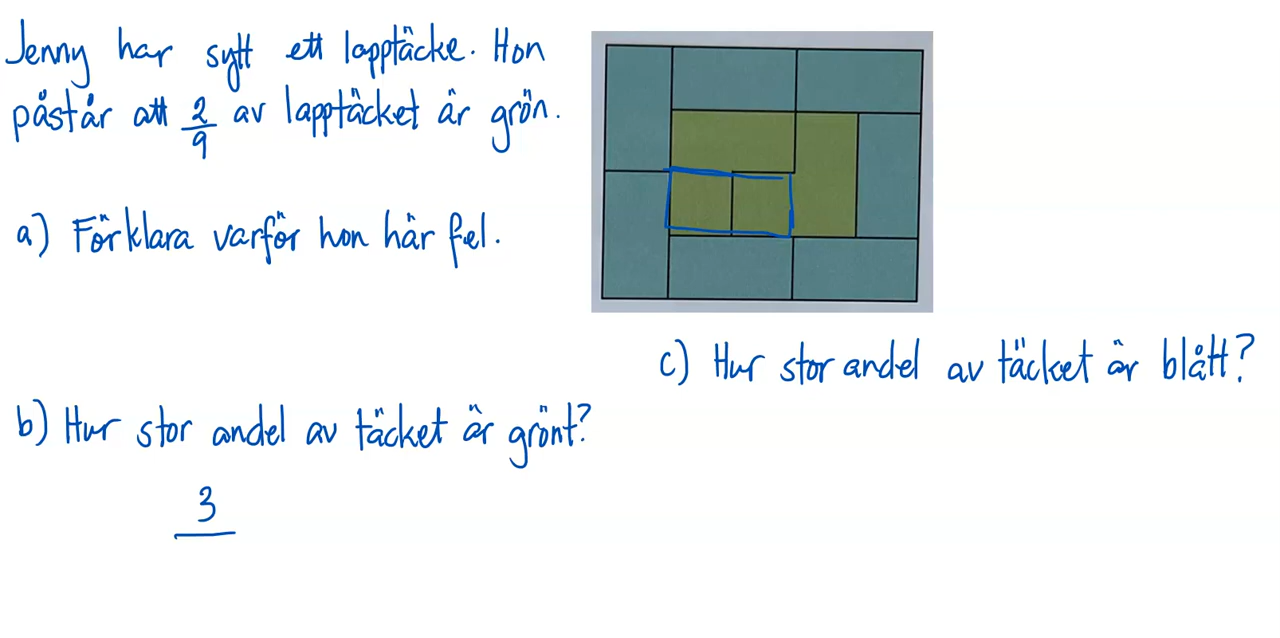 Jenny har sytt ett lapptäcke. Hon
påstår att 2/9 av lapptäcket är grön.
a) Förklara varför hon här fel.
c) Hur stor andel av täcket är blått?
b) Hur stor andel av täcket är grönt?
3